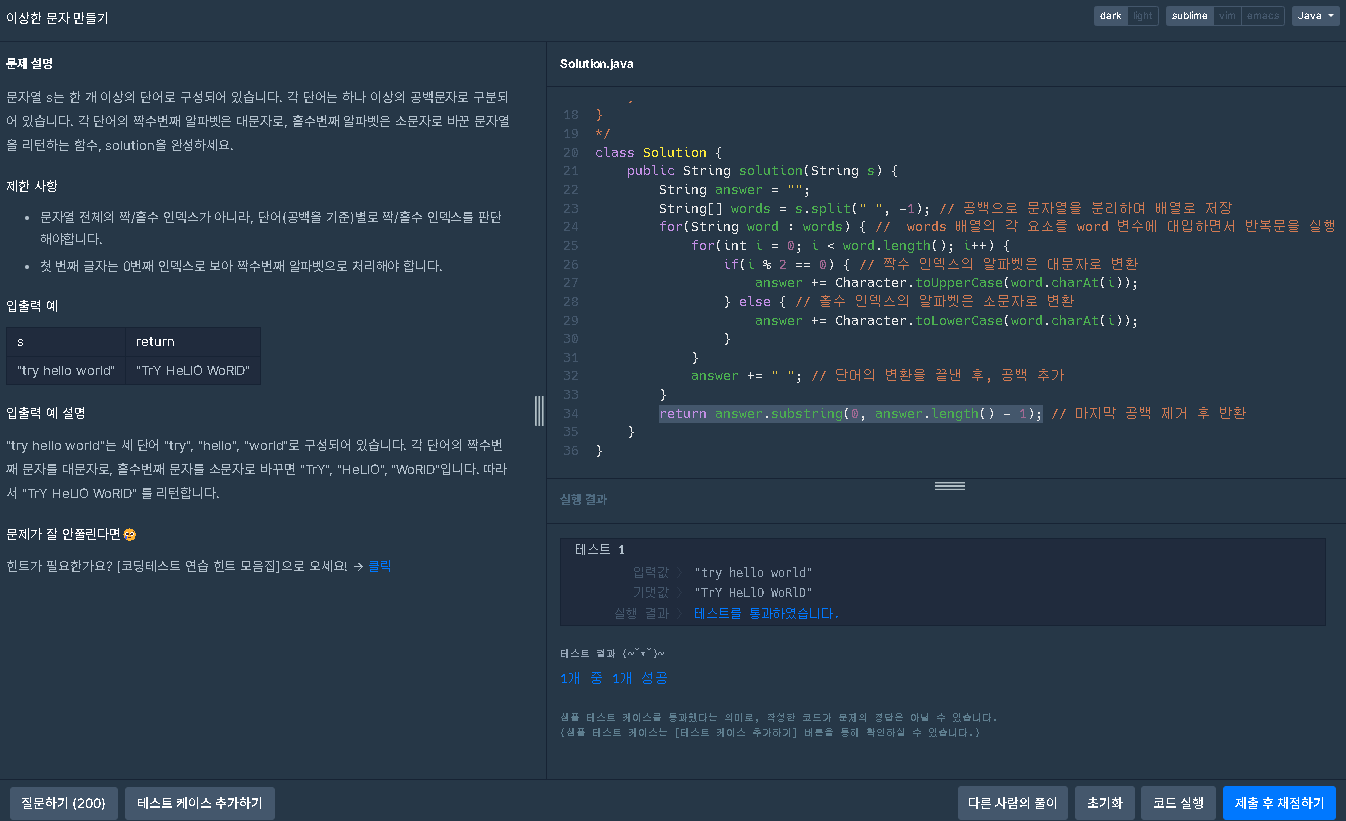 이상한 문자 만들기
dark light sublime vim emacs Java
문제 설명
문자열 s는 한 개 이상의 단어로 구성되어 있습니다. 각 단어는 하나 이상의 공백문자로 구분되
어 있습니다. 각 단어의 짝수번째 알파벳은 대문자로, 홀수번째 알파벳은 소문자로 바꾼 문자열
을 리턴하는 함수, solution을 완성하세요.
제한 사항
• 문자열 전체의 짝/홀수 인덱스가 아니라, 단어(공백을 기준)별로 짝/홀수 인덱스를 판단
해야합니다.
• 첫 번째 글자는 0번째 인덱스로 보아 짝수번째 알파벳으로 처리해야 합니다.
입출력 예
s return
"try hello world" "TrY HeLlO WoRlD"
입출력 예 설명
"try hello world"는 세 단어 "try", "hello", "world"로 구성되어 있습니다. 각 단어의 짝수번
째 문자를 대문자로, 홀수번째 문자를 소문자로 바꾸면 "TrY", "HeLlO", "WoRlD"입니다. 따라
서 "TrY HeLlO WoRlD" 를 리턴합니다.
문제가 잘 안풀린다면🥺
힌트가 필요한가요? [코딩테스트 연습 힌트 모음집]으로 오세요! → 클릭
Solution.java
18 }
19 */
20 class Solution {
21 public String solution(String s) {
22 String answer = "";
23 String[] words = s.split(" ", -1); // 공백으로 문자열을 분리하여 배열로 저장
24 for(String word : words) { //  words 배열의 각 요소를 word 변수에 대입하면서 반복문을 실행
25 for(int i = 0; i < word.length(); i++) {
26 if(i % 2 == 0) { // 짝수 인덱스의 알파벳은 대문자로 변환
27 answer += Character.toUpperCase(word.charAt(i));
28 } else { // 홀수 인덱스의 알파벳은 소문자로 변환
29 answer += Character.toLowerCase(word.charAt(i));
30 }
31 }
32 answer += " "; // 단어의 변환을 끝낸 후, 공백 추가
33 }
34 return answer.substring(0, answer.length() - 1); // 마지막 공백 제거 후 반환
35 }
36 }
실행 결과
테스트 1
입력값 〉 "try hello world"
기댓값 〉 "TrY HeLlO WoRlD"
실행 결과 〉 테스트를 통과하였습니다.
테스트 결과 (~˘▾˘)~
1개 중 1개 성공
샘플 테스트 케이스를 통과했다는 의미로, 작성한 코드가 문제의 정답은 아닐 수 있습니다.
(샘플 테스트 케이스는 [테스트 케이스 추가하기] 버튼을 통해 확인하실 수 있습니다.)
질문하기 (200) 테스트 케이스 추가하기 다른 사람의 풀이 초기화 코드 실행 제출 후 채점하기